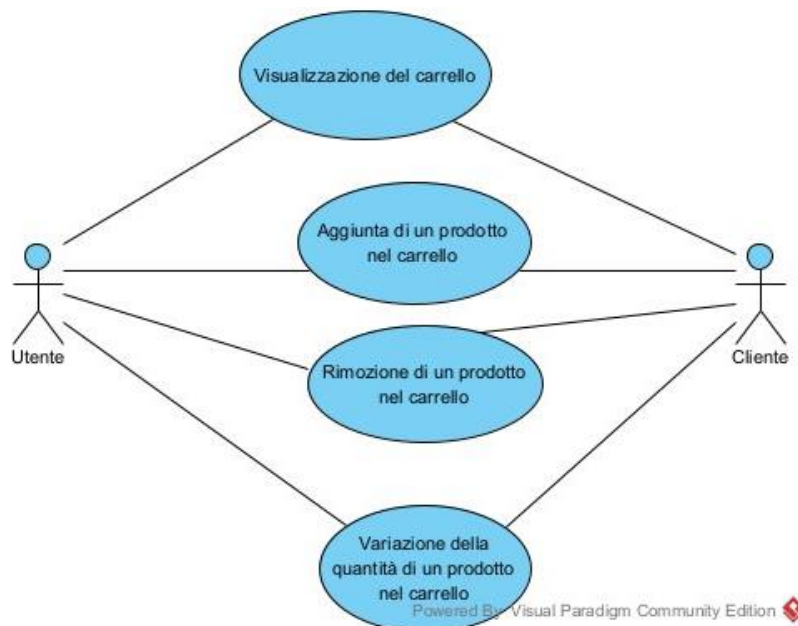 Visualizzazione del carrello
Aggiunta di un prodotto
nel carrello
Utente
Cliente
Rimozione di un prodotto
nel carrello
Variazione della
quantità di un prodotto
nel carrello
Powered By Visual Paradigm Community Edition